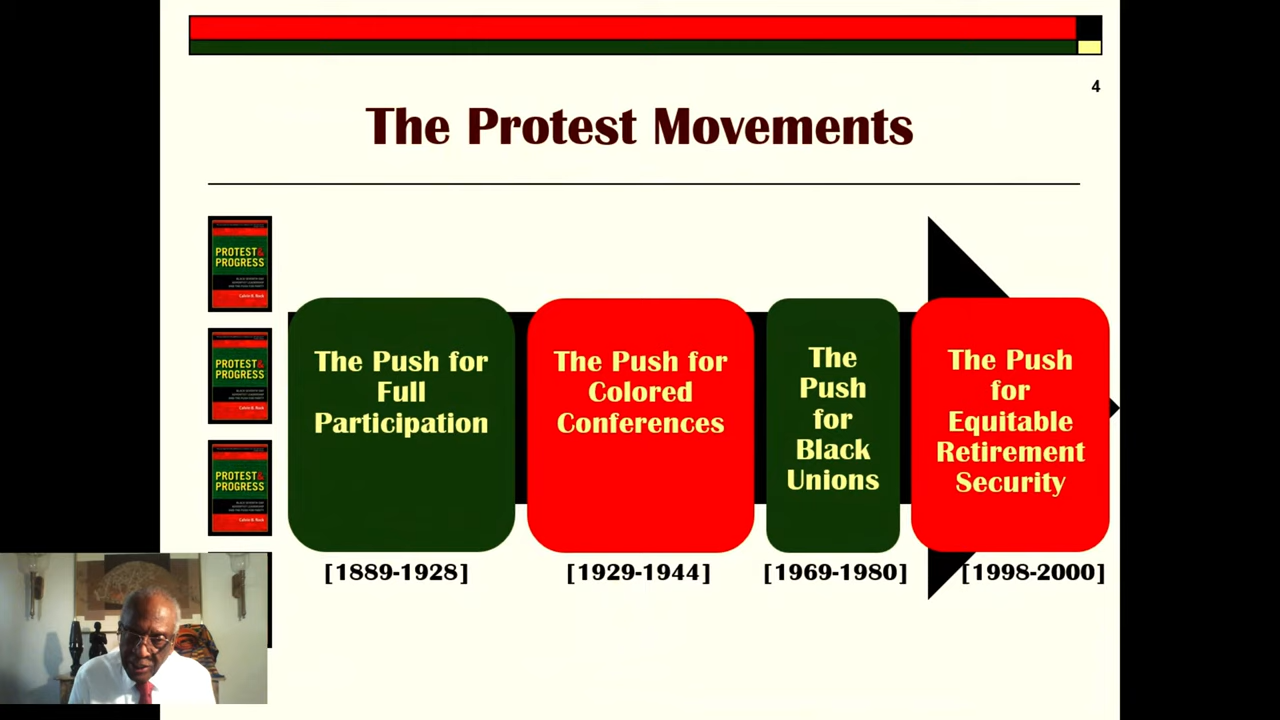 4
The Protest Movements
PROTEST&
PROGRESS
PROTEST&
PROGRESS
PROTEST&
PROGRESS
The Push for
Full
Participation
[1889-1928]
The Push for
Colored
Conferences
[1929-1944]
The
Push
for
Black
Unions
[1969-1980]
The Push
for
Equitable
Retirement
Security
[1998-2000]